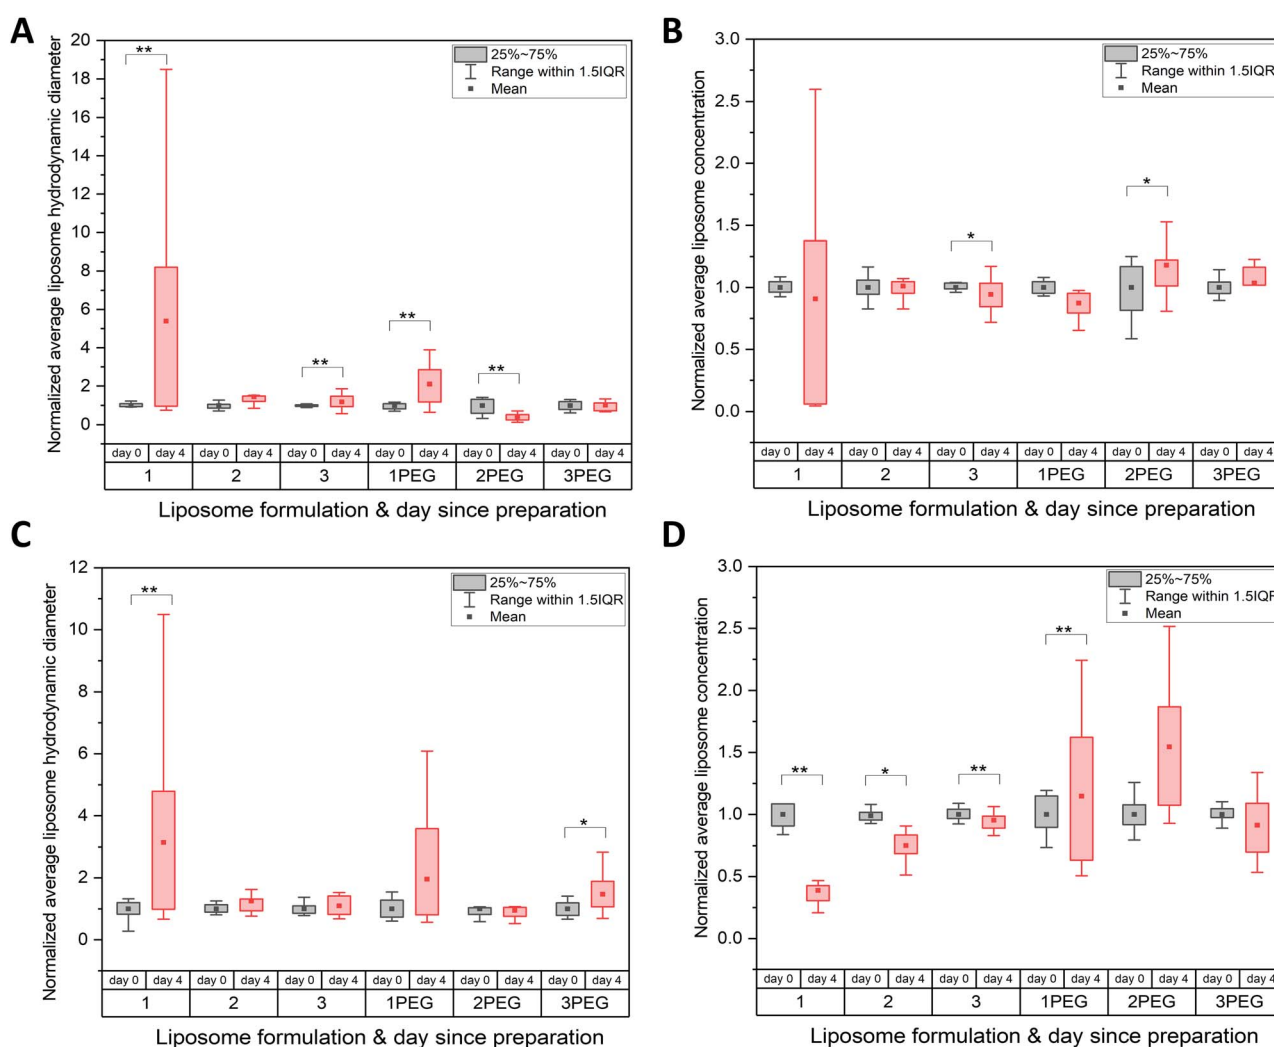 A
Normalized average liposome hydrodynamic diameter
20
18
16
14
12
10
8
6
4
2
0
25%~75%
Range within 1.5IQR
Mean
**
**
**
**
day 0 day 4 day 0 day 4 day 0 day 4 day 0 day 4 day 0 day 4 day 0 day 4
1 2 3 1PEG 2PEG 3PEG
Liposome formulation & day since preparation
B
Normalized average liposome concentration
3.0
2.5
2.0
1.5
1.0
0.5
0.0
25%~75%
Range within 1.5IQR
Mean
*
*
day 0 day 4 day 0 day 4 day 0 day 4 day 0 day 4 day 0 day 4 day 0 day 4
1 2 3 1PEG 2PEG 3PEG
Liposome formulation & day since preparation
C
Normalized average liposome hydrodynamic diameter
12
10
8
6
4
2
0
25%~75%
Range within 1.5IQR
Mean
**
*
day 0 day 4 day 0 day 4 day 0 day 4 day 0 day 4 day 0 day 4 day 0 day 4
1 2 3 1PEG 2PEG 3PEG
Liposome formulation & day since preparation
D
Normalized average liposome concentration
3.0
2.5
2.0
1.5
1.0
0.5
0.0
25%~75%
Range within 1.5IQR
Mean
**
*
**
**
day 0 day 4 day 0 day 4 day 0 day 4 day 0 day 4 day 0 day 4 day 0 day 4
1 2 3 1PEG 2PEG 3PEG
Liposome formulation & day since preparation